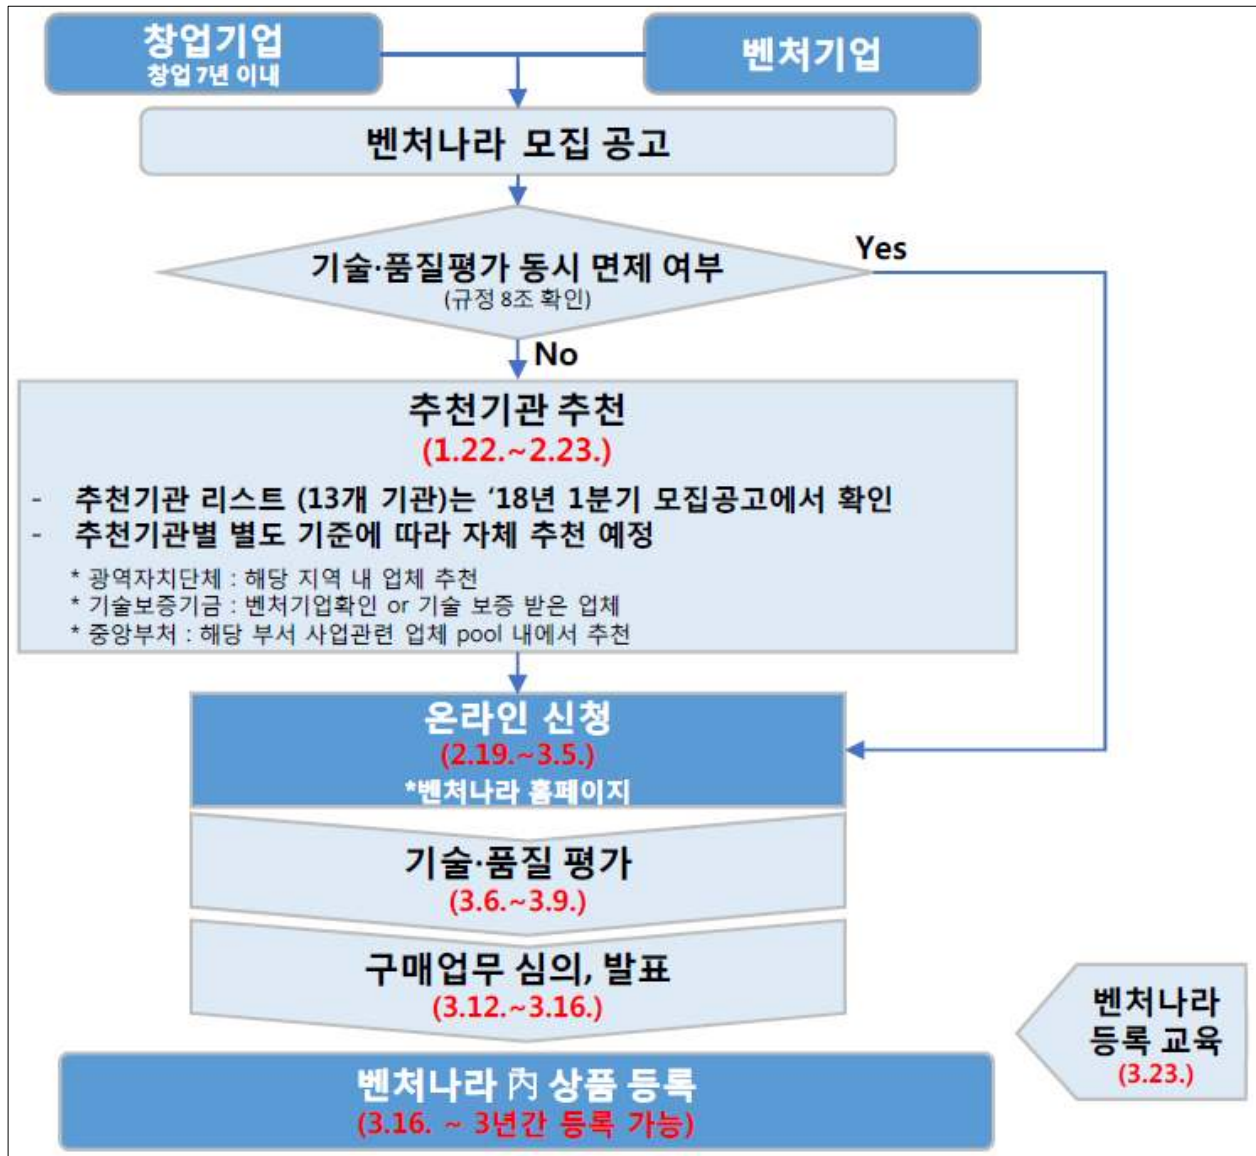 창업기업
창업 7년 이내
벤처기업
벤처나라 모집 공고
기술·품질평가 동시 면제 여부
(규정 8조 확인)
Yes
No
추천기관 추천
(1.22.~2.23.)
- 추천기관 리스트 (13개 기관)는 ‘18년 1분기 모집공고에서 확인
- 추천기관별 별도 기준에 따라 자체 추천 예정
* 광역자치단체 : 해당 지역 내 업체 추천
* 기술보증기금 : 벤처기업확인 or 기술 보증 받은 업체
* 중앙부처 : 해당 부서 사업관련 업체 pool 내에서 추천
온라인 신청
(2.19.~3.5.)
*벤처나라 홈페이지
기술·품질 평가
(3.6.~3.9.)
구매업무 심의, 발표
(3.12.~3.16.)
벤처나라
등록 교육
(3.23.)
벤처나라 內 상품 등록
(3.16. ~ 3년간 등록 가능)